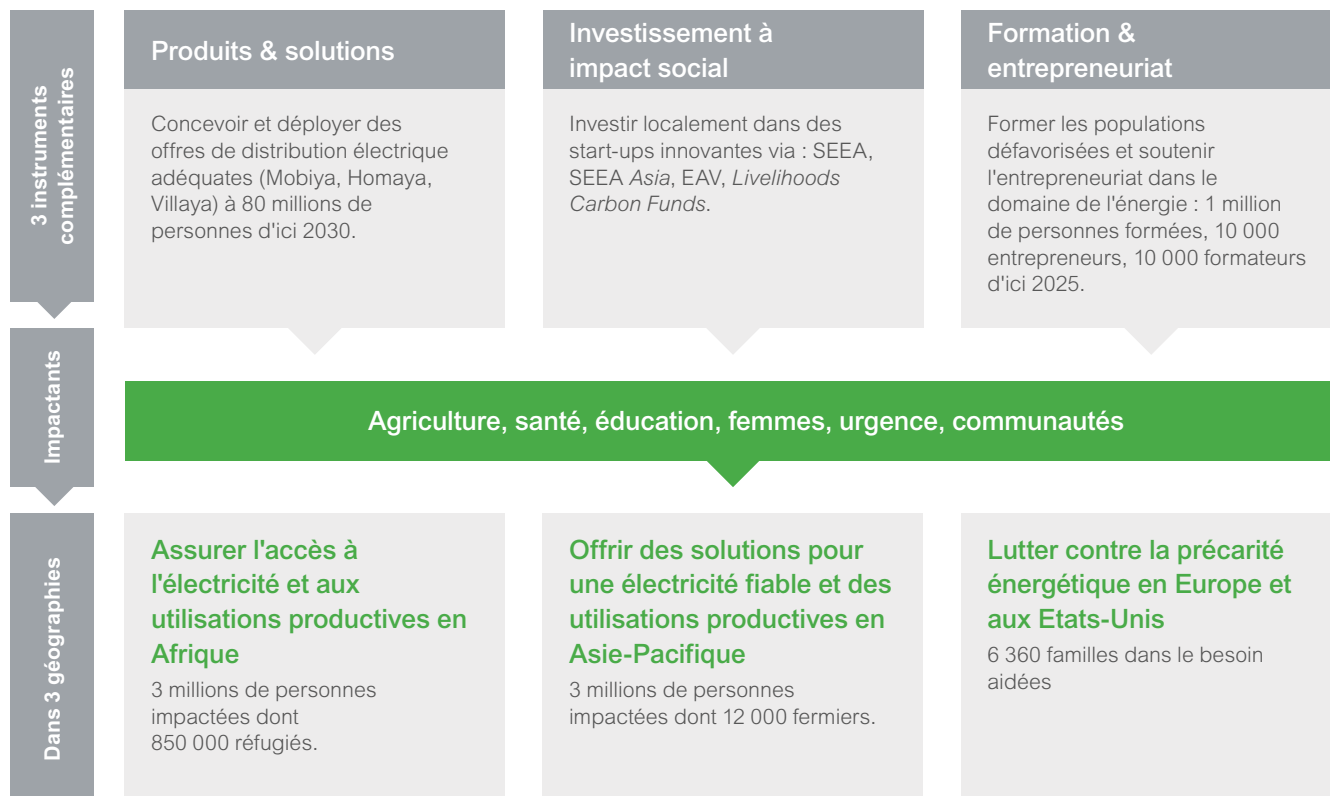 3 instruments
complémentaires
Produits & solutions
Concevoir et déployer des
offres de distribution électrique
adéquates (Mobiya, Homaya,
Villaya) à 80 millions de
personnes d'ici 2030.
Investissement à
impact social
Investir localement dans des
start-ups innovantes via : SEEA,
SEEA Asia, EAV, Livelihoods
Carbon Funds.
Formation &
entrepreneuriat
Former les populations
défavorisées et soutenir
l'entrepreneuriat dans le
domaine de l'énergie : 1 million
de personnes formées, 10 000
entrepreneurs, 10 000 formateurs
d'ici 2025.
Impactants
Agriculture, santé, éducation, femmes, urgence, communautés
Dans 3 géographies
Assurer l'accès à
l'électricité et aux
utilisations productives en
Afrique
3 millions de personnes
impactées dont
850 000 réfugiés.
Offrir des solutions pour
une électricité fiable et des
utilisations productives en
Asie-Pacifique
3 millions de personnes
impactées dont 12 000 fermiers.
Lutter contre la précarité
énergétique en Europe et
aux Etats-Unis
6 360 familles dans le besoin
aidées